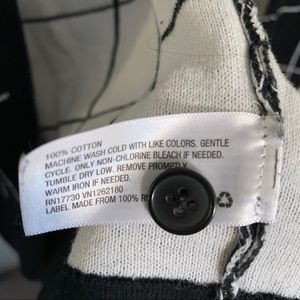 100% COTTON
MACHINE WASH COLD WITH LIKE COLORS. GENTLE
CYCLE. ONLY NON-CHLORINE BLEACH IF NEEDED.
TUMBLE DRY LOW. REMOVE PROMPTLY.
WARM IRON IF NEEDED.
RN17730 VN1262180
LABEL MADE FROM 100%